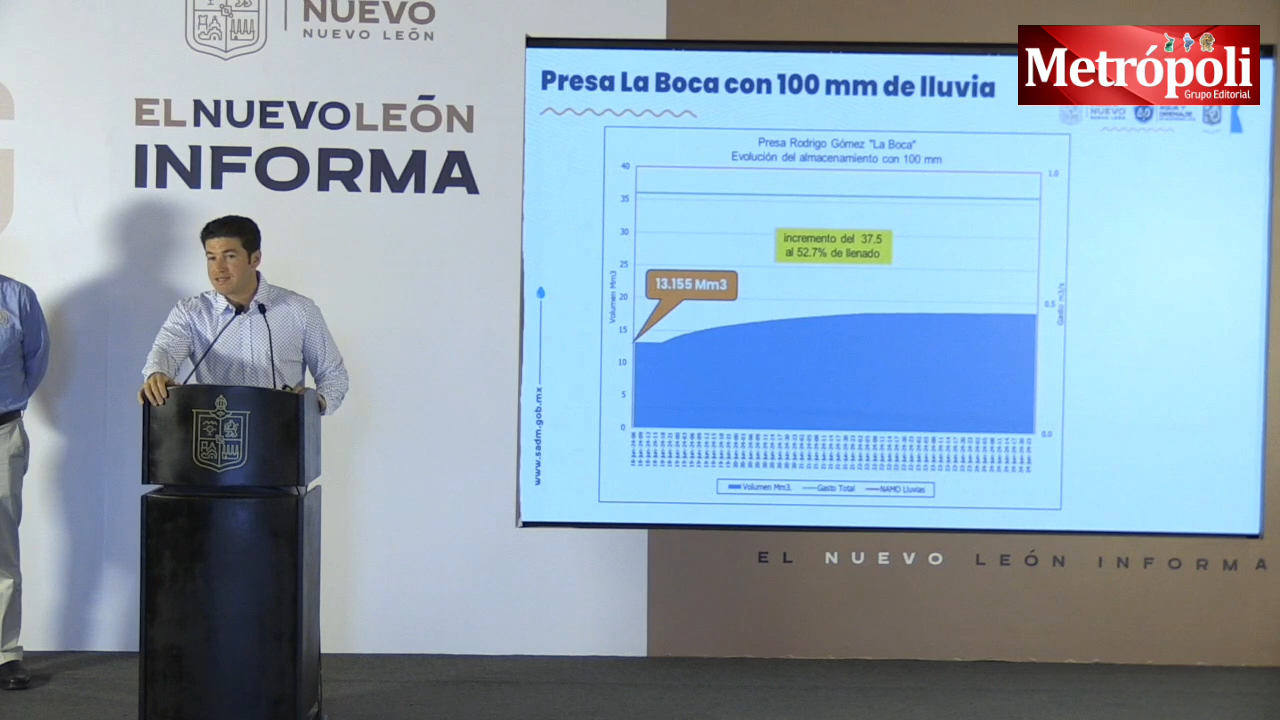 NUEVO
NUEVO LEÓN
EL NUEVO LEÓN
INFORMA
Metrópoli
Grupo Editorial
Presa La Boca con 100 mm de lluvia
NUEVO
Presa Rodrigo Gómez "La Boca"
Evolución del almacenamiento con 100 mm
40
35
30
25
20
15
10
5
0
Volumen Mm3
1.0
0.5
0.0
Gasto m3/s
incremento del 37.5
al 52.7% de llenado
13.155 Mm3
Volumen Mm3.
Gasto Total
NAMO Lluvias
www.sadm.gob.mx
EL NUEVO LEÓN INFORMA